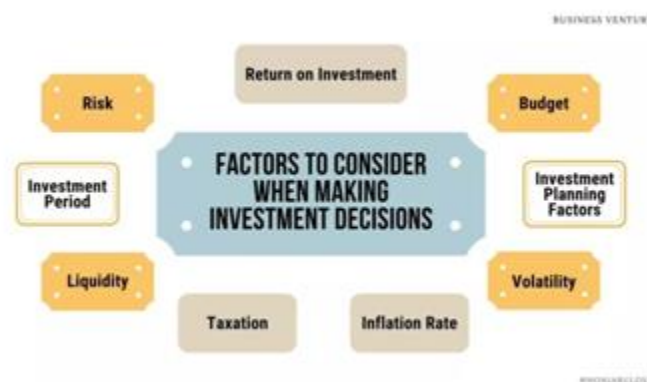 BUSINESS VENTUR
Return on Investment
Risk
Budget
FACTORS TO CONSIDER
WHEN MAKING
INVESTMENT DECISIONS
Investment
Period
Investment
Planning
Factors
Liquidity
Volatility
Taxation
Inflation Rate